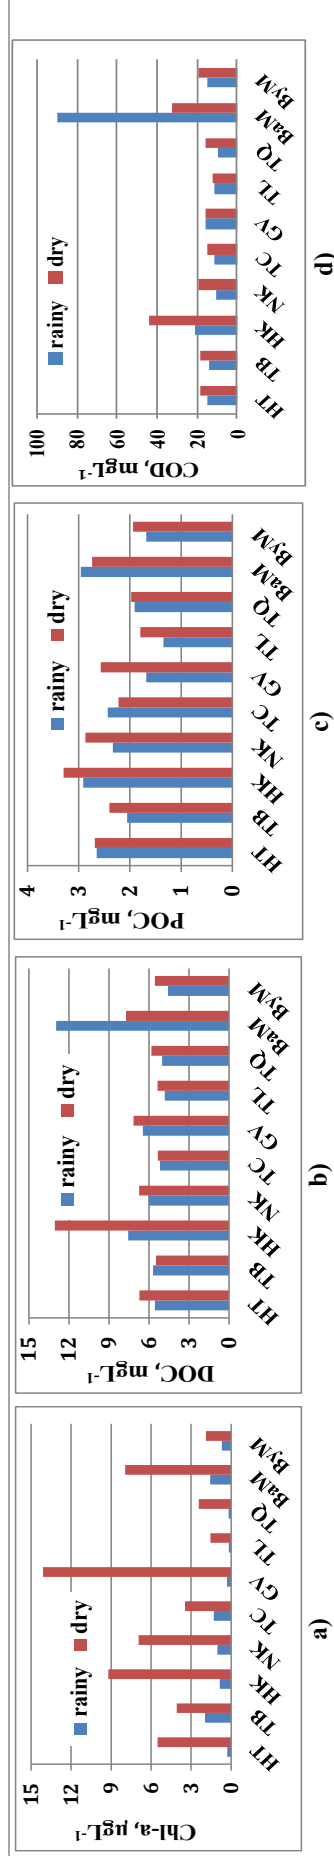 Chl-a, µgL-1
15
12
9
6
3
0
rainy dry
HT TB HK NK TC GV TL TQ BaM ByM
a)
DOC, mgL-1
15
12
9
6
3
0
rainy dry
HT TB HK NK TC GV TL TQ BaM ByM
b)
POC, mgL-1
4
3
2
1
0
rainy dry
HT TB HK NK TC GV TL TQ BaM ByM
c)
COD, mgL-1
100
80
60
40
20
0
rainy dry
HT TB HK NK TC GV TL TQ BaM ByM
d)